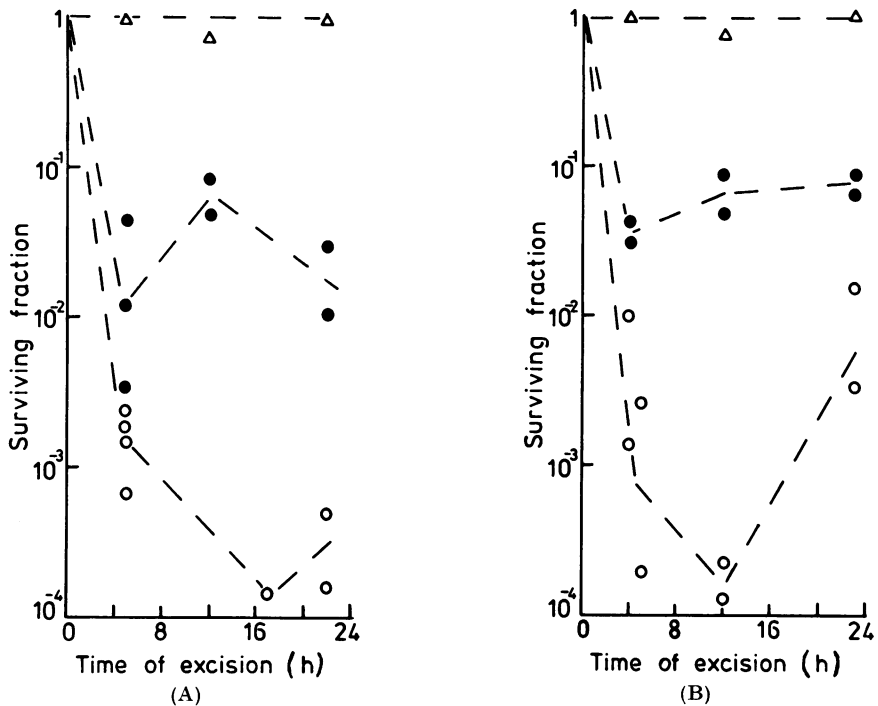 1
10⁻¹
10⁻²
10⁻³
10⁻⁴
Surviving fraction
0 8 16 24
Time of excision (h)
(A)
1
10⁻¹
10⁻²
10⁻³
10⁻⁴
Surviving fraction
0 8 16 24
Time of excision (h)
(B)